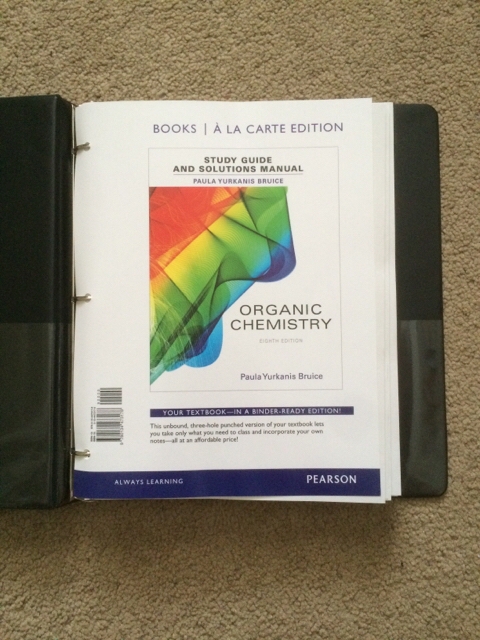 BOOKS | À LA CARTE EDITION
STUDY GUIDE
AND SOLUTIONS MANUAL
PAULA YURKANIS BRUICE
ORGANIC
CHEMISTRY
EIGHTH EDITION
Paula Yurkanis Bruice
YOUR TEXTBOOK—IN A BINDER-READY EDITION!
This unbound, three-hole punched version of your textbook lets
you take only what you need to class and incorporate your own
notes—all at an affordable price!
ALWAYS LEARNING
PEARSON